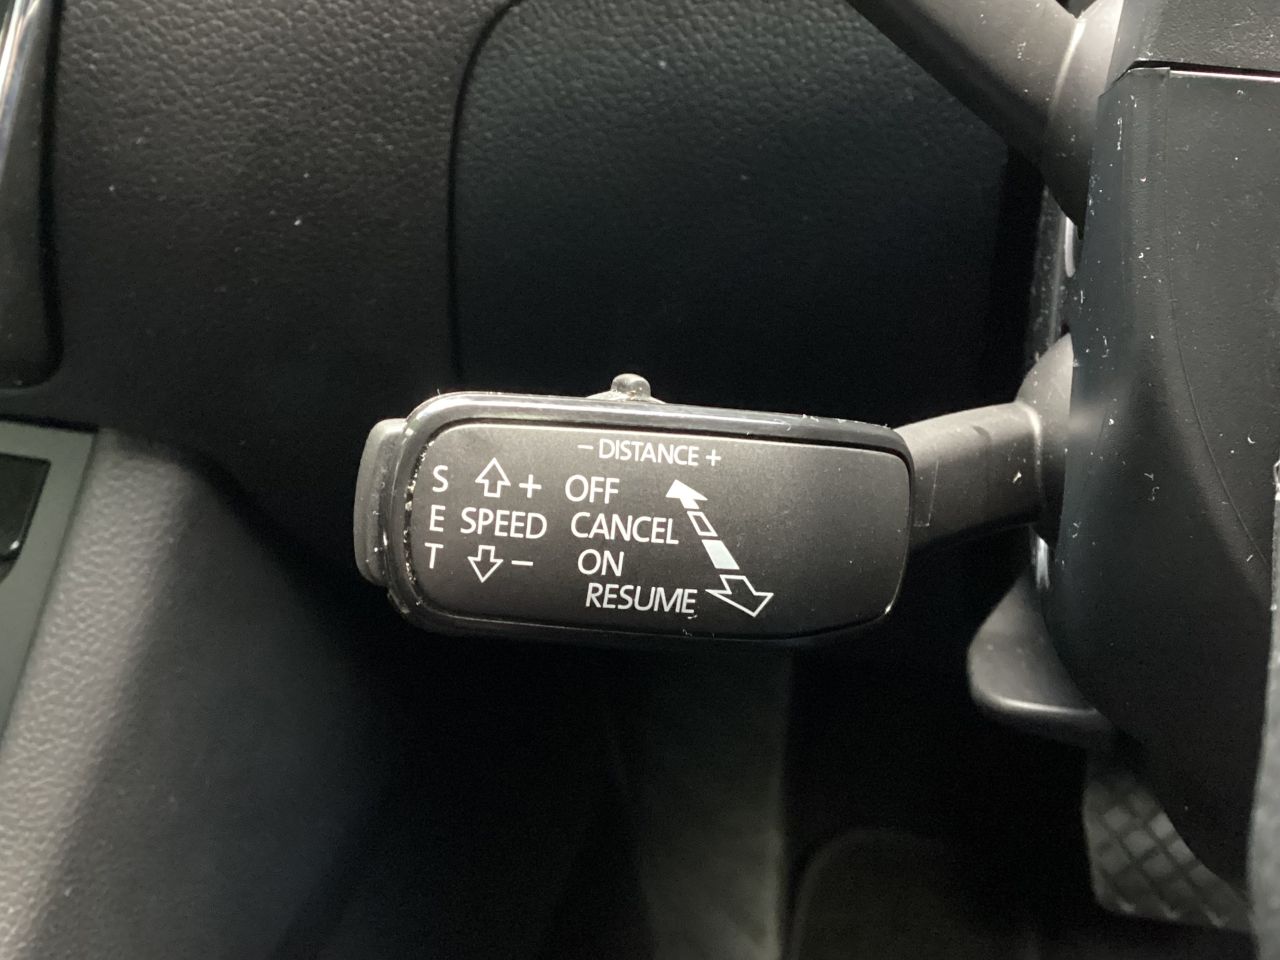 – DISTANCE +
S + OFF
E SPEED CANCEL
T – ON
RESUME